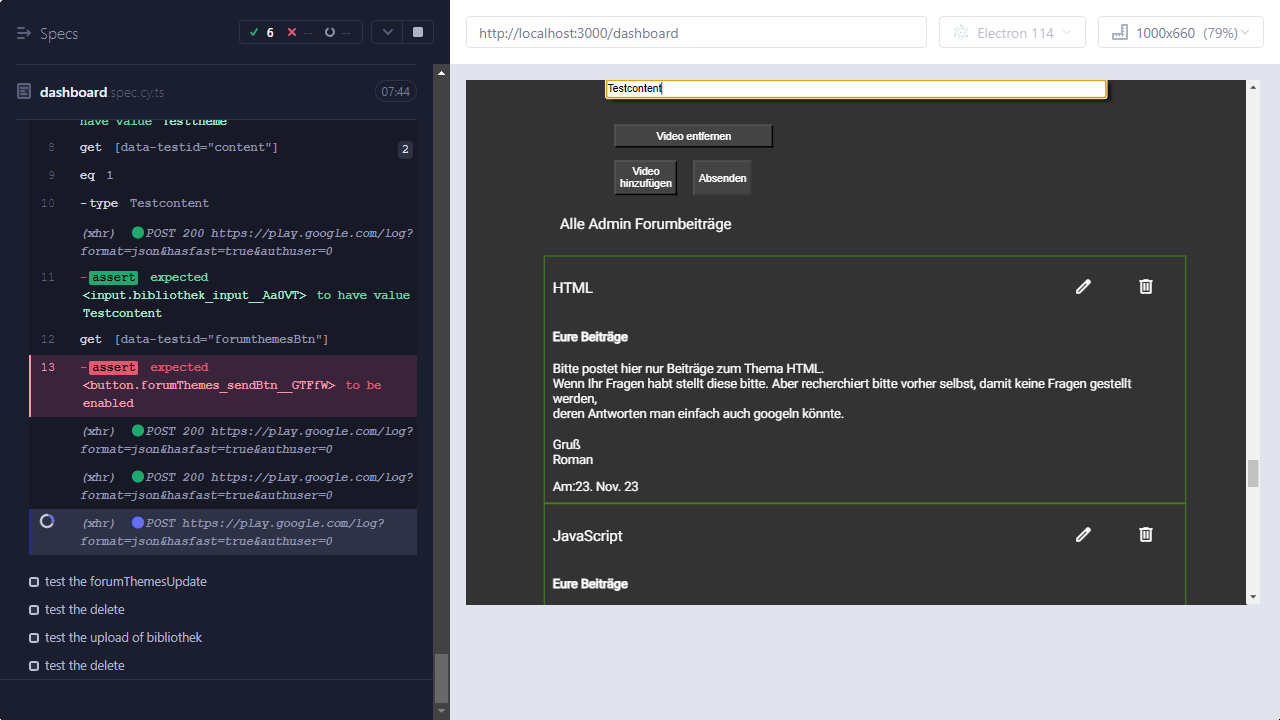 Specs
6
--
--
dashboard.spec.cy.ts
07:44
have value Testtheme
8 get [data-testid="content"] 2
9 eq 1
10 -type Testcontent
(xhr) POST 200 https://play.google.com/log?
format=json&hasfast=true&authuser=0
11 -assert expected
<input.bibliothek_input__Aa0VT> to have value
Testcontent
12 get [data-testid="forumthemesBtn"]
13 -assert expected
<button.forumThemes_sendBtn__GTFfW> to be
enabled
(xhr) POST 200 https://play.google.com/log?
format=json&hasfast=true&authuser=0
(xhr) POST 200 https://play.google.com/log?
format=json&hasfast=true&authuser=0
(xhr) POST https://play.google.com/log?
format=json&hasfast=true&authuser=0
test the forumThemesUpdate
test the delete
test the upload of bibliothek
test the delete
http://localhost:3000/dashboard
Electron 114
1000x660 (79%)
Testcontent
Video entfernen
Video
hinzufügen
Absenden
Alle Admin Forumbeiträge
HTML
Eure Beiträge
Bitte postet hier nur Beiträge zum Thema HTML.
Wenn Ihr Fragen habt stellt diese bitte. Aber recherchiert bitte vorher selbst, damit keine Fragen gestellt
werden,
deren Antworten man einfach auch googeln könnte.
Gruß
Roman
Am:23. Nov. 23
JavaScript
Eure Beiträge